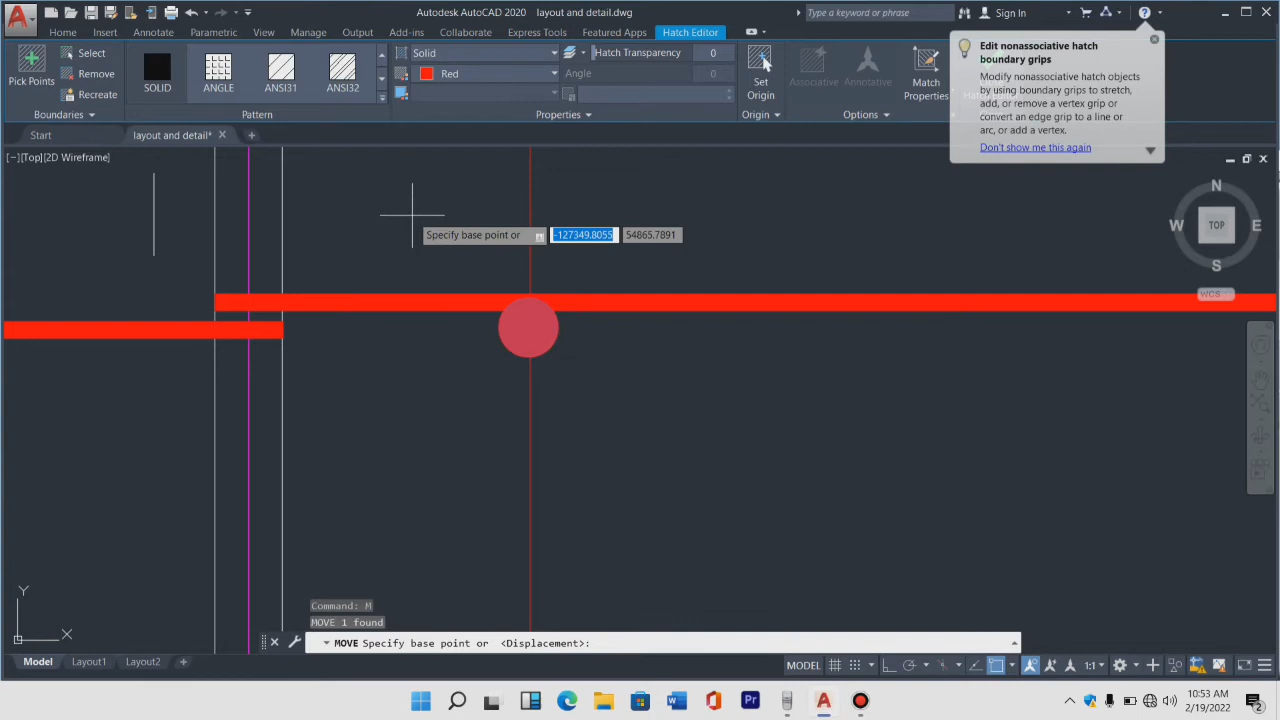 Autodesk AutoCAD 2020 layout and detail.dwg
Type a keyword or phrase
Sign In
Home Insert Annotate Parametric View Manage Output Add-ins Collaborate Express Tools Featured Apps Hatch Editor
Pick Points
Select
Remove
Recreate
Boundaries
SOLID
ANGLE
ANSI31
ANSI32
Pattern
Solid
Red
Hatch Transparency 0
Angle 0
Properties
Set
Origin
Origin
Associative
Annotative
Match
Properties
Options
Edit nonassociative hatch
boundary grips
Modify nonassociative hatch objects
by using boundary grips to stretch,
add, or remove a vertex grip or
convert an edge grip to a line or
arc, or add a vertex.
Don't show me this again
Start
layout and detail*
[−][Top][2D Wireframe]
N
W TOP E
S
WCS
Specify base point or -127349.8055 54865.7891
Y
X
Command: M
MOVE 1 found
MOVE Specify base point or <Displacement>:
Model Layout1 Layout2
MODEL
1:1
W
Pr
A
10:53 AM
2/19/2022